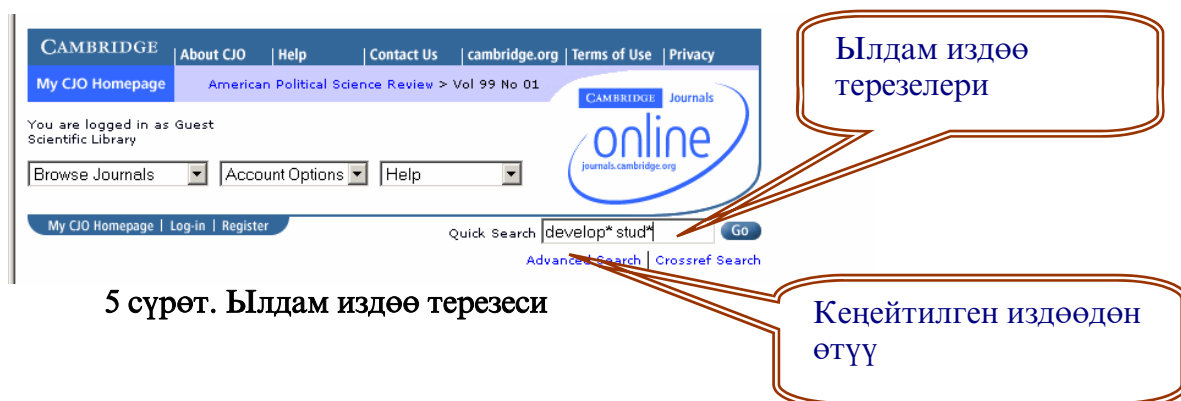 CAMBRIDGE | About CJO | Help | Contact Us | cambridge.org | Terms of Use | Privacy
My CJO Homepage American Political Science Review > Vol 99 No 01
CAMBRIDGE Journals
online
journals.cambridge.org
You are logged in as Guest
Scientific Library
Browse Journals Account Options Help
My CJO Homepage | Log-in | Register
Quick Search develop* stud* Go
Advanced Search | Crossref Search
Ылдам издөө
терезелери
5 сүрөт. Ылдам издөө терезеси
Кеңейтилген издөөдөн
өтүү